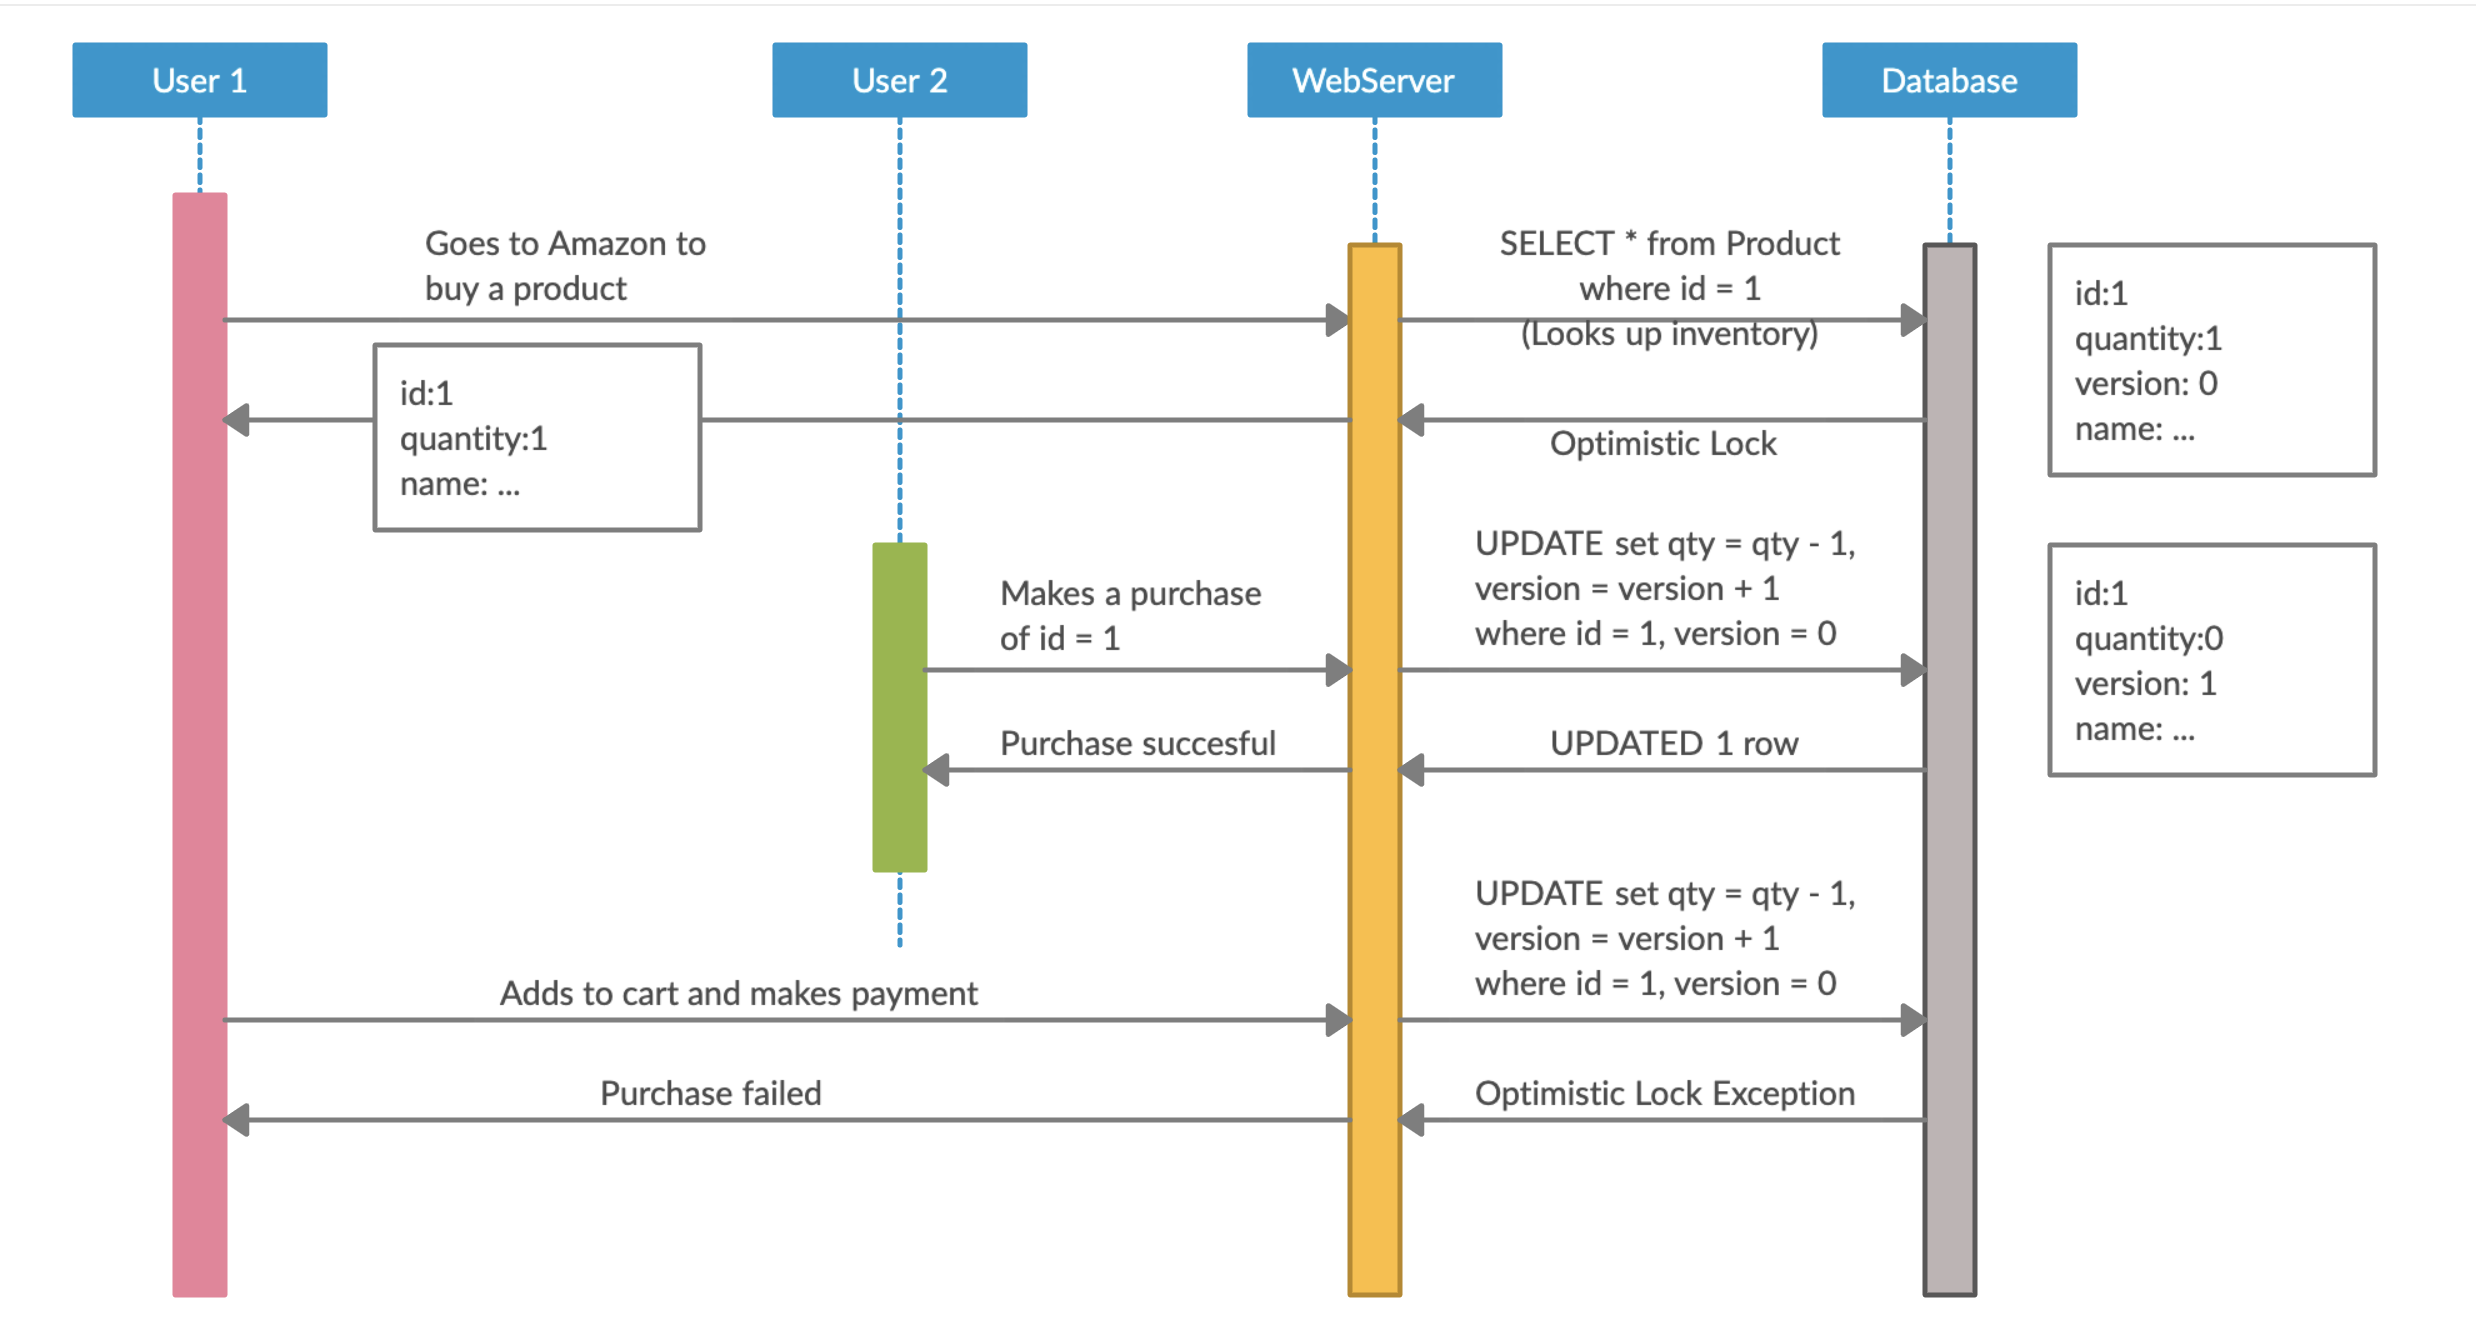 User 1
User 2
WebServer
Database
Goes to Amazon to
buy a product
SELECT * from Product
where id = 1
(Looks up inventory)
id:1
quantity:1
version: 0
name: ...
id:1
quantity:1
name: ...
Optimistic Lock
Makes a purchase
of id = 1
UPDATE set qty = qty - 1,
version = version + 1
where id = 1, version = 0
id:1
quantity:0
version: 1
name: ...
Purchase succesful
UPDATED 1 row
Adds to cart and makes payment
UPDATE set qty = qty - 1,
version = version + 1
where id = 1, version = 0
Purchase failed
Optimistic Lock Exception